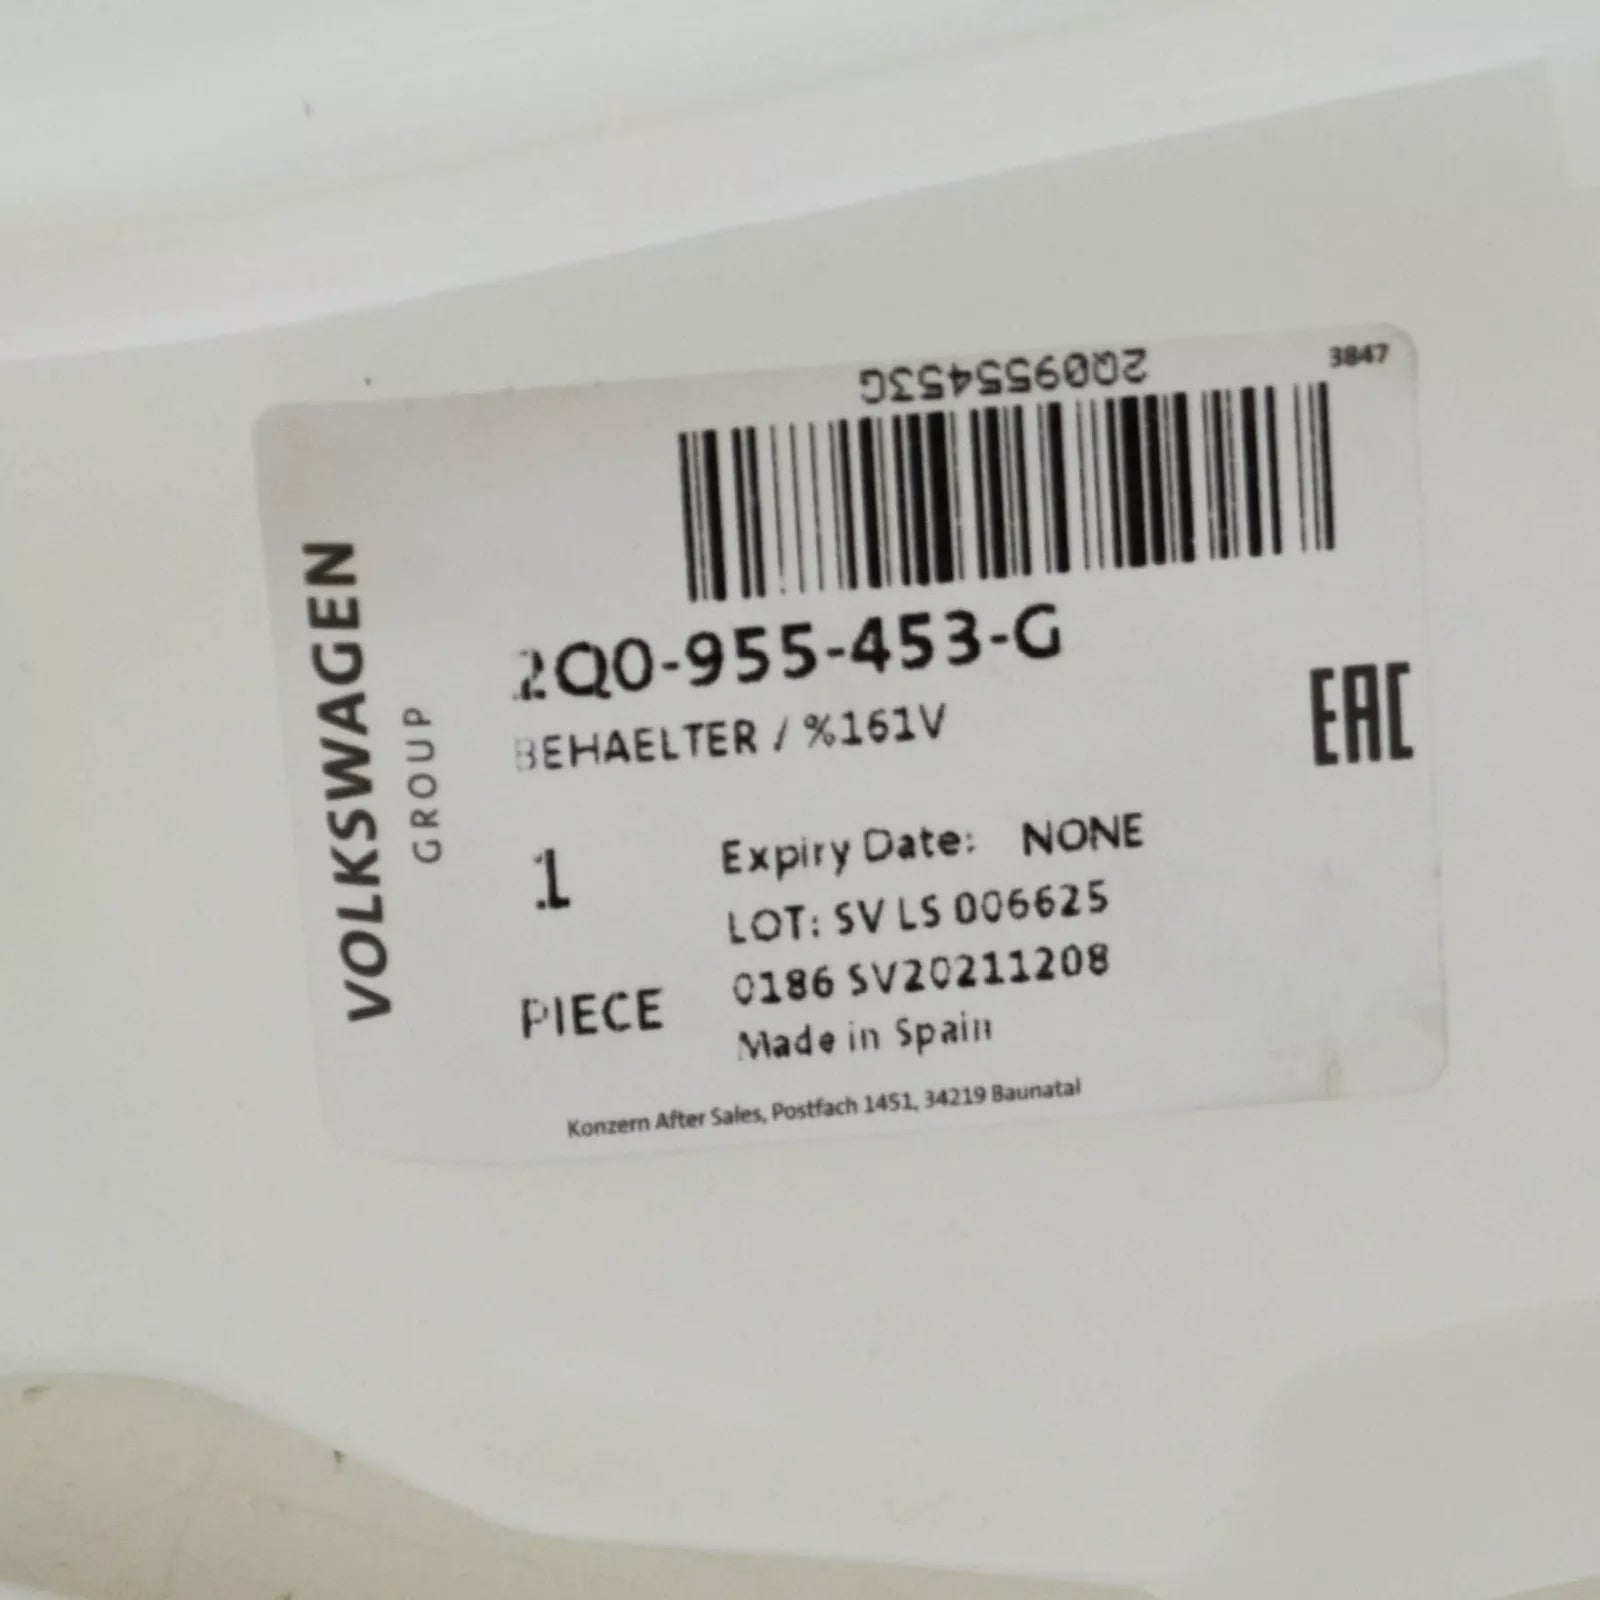 2Q0955453G
3847
VOLKSWAGEN
GROUP
2Q0-955-453-G
BEHAELTER / %161V
EAC
1
PIECE
Expiry Date: NONE
LOT: SV LS 006625
0186 SV20211208
Made in Spain
Konzern After Sales, Postfach 1451, 34219 Baunatal